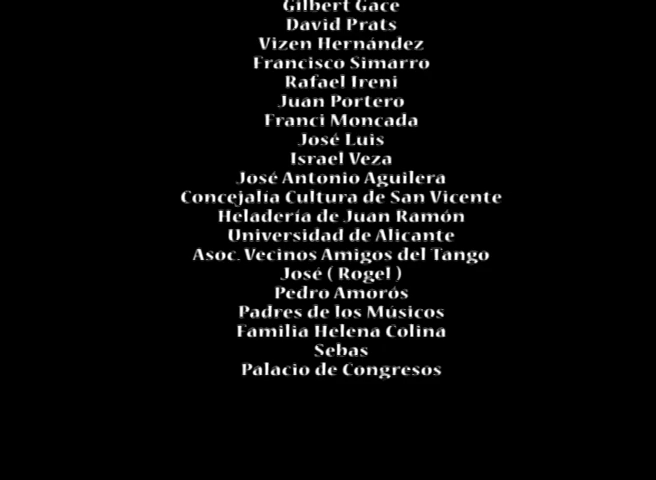 Gilbert Gace
David Prats
Vizen Hernández
Francisco Simarro
Rafael Ireni
Juan Portero
Franci Moncada
José Luis
Israel Veza
José Antonio Aguilera
Concejalía Cultura de San Vicente
Heladería de Juan Ramón
Universidad de Alicante
Asoc. Vecinos Amigos del Tango
José ( Rogel )
Pedro Amorós
Padres de los Músicos
Familia Helena Colina
Sebas
Palacio de Congresos